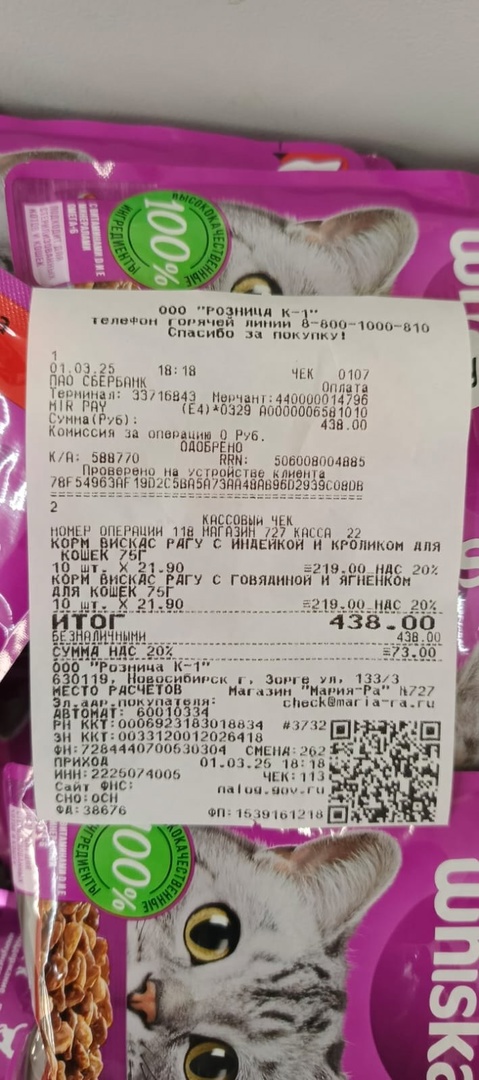 ВЫСОКОКАЧЕСТВЕННЫЕ
ИНГРЕДИЕНТЫ
100%
ООО "РОЗНИЦА К-1"
телефон горячей линии 8-800-1000-810
Спасибо за покупку!
1
01.03.25 18:18 ЧЕК 0107
ПАО СБЕРБАНК Оплата
Терминал: 33716843 Мерчант:440000014796
MIR PAY (E4)*0329 A0000006581010
Сумма(Руб): 438.00
Комиссия за операцию 0 Руб.
ОДОБРЕНО
К/А: 588770 RRN: 506008004885
Проверено на устройстве клиента
78F54963AF19D2C5BA5A73AA48AB96D2939C08DB
2
КАССОВЫЙ ЧЕК
НОМЕР ОПЕРАЦИИ 118 МАГАЗИН 727 КАССА 22
КОРМ ВИСКАС РАГУ С ИНДЕЙКОЙ И КРОЛИКОМ ДЛЯ
КОШЕК 75Г
10 шт. X 21.90 ≡219.00 НДС 20%
КОРМ ВИСКАС РАГУ С ГОВЯДИНОЙ И ЯГНЕНКОМ
ДЛЯ КОШЕК 75Г
10 шт. X 21.90 ≡219.00 НДС 20%
ИТОГ 438.00
БЕЗНАЛИЧНЫМИ 438.00
СУММА НДС 20% ≡73.00
ООО "Розница К-1"
630119, Новосибирск г, Зорге ул, 133/3
МЕСТО РАСЧЕТОВ Магазин "Мария-Ра" №727
Эл.адр.покупателя: check@maria-ra.ru
АВТОМАТ: 60010334
РН ККТ:0006923183018834 #3732
ЗН ККТ:0033120012026418
ФН:7284440700530304 СМЕНА:262
ПРИХОД 01.03.25 18:18
ИНН:2225074005 ЧЕК:113
Сайт ФНС: nalog.gov.ru
СНО:ОСН
ФД:38676 ФП:1539161218
100%
whiska